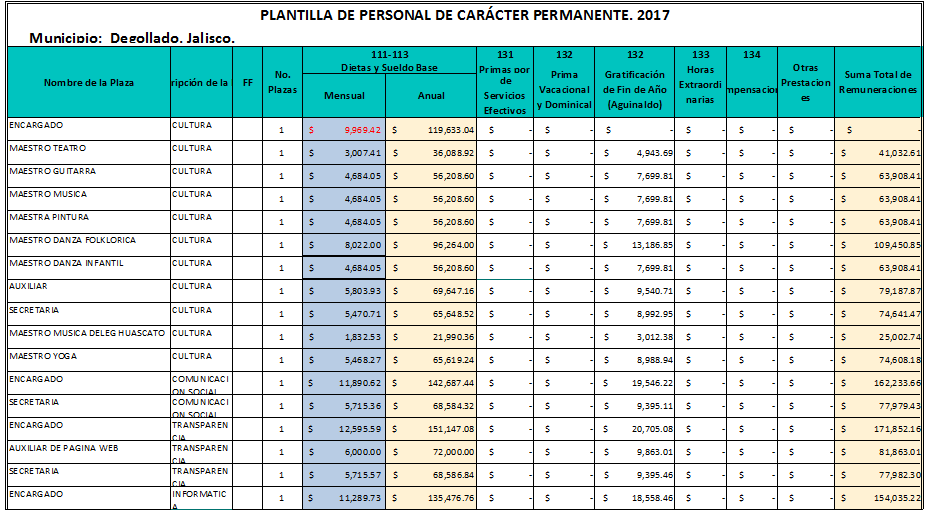 PLANTILLA DE PERSONAL DE CARÁCTER PERMANENTE. 2017
Municipio: Degollado, Jalisco.
Nombre de la Plaza ripción de la FF No. Plazas 111-113 Dietas y Sueldo Base Mensual Anual 131 Primas por de Servicios Efectivos 132 Prima Vacacional y Dominical 132 Gratificación de Fin de Año (Aguinaldo) 133 Horas Extraordinarias 134 mpensacion Otras Prestaciones Suma Total de Remuneraciones
ENCARGADO CULTURA 1 $ 9,969.42 $ 119,633.04 $ - $ - $ - $ - $ - $ - $ -
MAESTRO TEATRO CULTURA 1 $ 3,007.41 $ 36,088.92 $ - $ - $ 4,943.69 $ - $ - $ - $ 41,032.61
MAESTRO GUITARRA CULTURA 1 $ 4,684.05 $ 56,208.60 $ - $ - $ 7,699.81 $ - $ - $ - $ 63,908.41
MAESTRO MUSICA CULTURA 1 $ 4,684.05 $ 56,208.60 $ - $ - $ 7,699.81 $ - $ - $ - $ 63,908.41
MAESTRA PINTURA CULTURA 1 $ 4,684.05 $ 56,208.60 $ - $ - $ 7,699.81 $ - $ - $ - $ 63,908.41
MAESTRO DANZA FOLKLORICA CULTURA 1 $ 8,022.00 $ 96,264.00 $ - $ - $ 13,186.85 $ - $ - $ - $ 109,450.85
MAESTRO DANZA INFANTIL CULTURA 1 $ 4,684.05 $ 56,208.60 $ - $ - $ 7,699.81 $ - $ - $ - $ 63,908.41
AUXILIAR CULTURA 1 $ 5,803.93 $ 69,647.16 $ - $ - $ 9,540.71 $ - $ - $ - $ 79,187.87
SECRETARIA CULTURA 1 $ 5,470.71 $ 65,648.52 $ - $ - $ 8,992.95 $ - $ - $ - $ 74,641.47
MAESTRO MUSICA DELEG HUASCATO CULTURA 1 $ 1,832.53 $ 21,990.36 $ - $ - $ 3,012.38 $ - $ - $ - $ 25,002.74
MAESTRO YOGA CULTURA 1 $ 5,468.27 $ 65,619.24 $ - $ - $ 8,988.94 $ - $ - $ - $ 74,608.18
ENCARGADO COMUNICACION SOCIAL 1 $ 11,890.62 $ 142,687.44 $ - $ - $ 19,546.22 $ - $ - $ - $ 162,233.66
SECRETARIA COMUNICACION SOCIAL 1 $ 5,715.36 $ 68,584.32 $ - $ - $ 9,395.11 $ - $ - $ - $ 77,979.43
ENCARGADO TRANSPARENCIA 1 $ 12,595.59 $ 151,147.08 $ - $ - $ 20,705.08 $ - $ - $ - $ 171,852.16
AUXILIAR DE PAGINA WEB TRANSPARENCIA 1 $ 6,000.00 $ 72,000.00 $ - $ - $ 9,863.01 $ - $ - $ - $ 81,863.01
SECRETARIA TRANSPARENCIA 1 $ 5,715.57 $ 68,586.84 $ - $ - $ 9,395.46 $ - $ - $ - $ 77,982.30
ENCARGADO INFORMATICA 1 $ 11,289.73 $ 135,476.76 $ - $ - $ 18,558.46 $ - $ - $ - $ 154,035.22